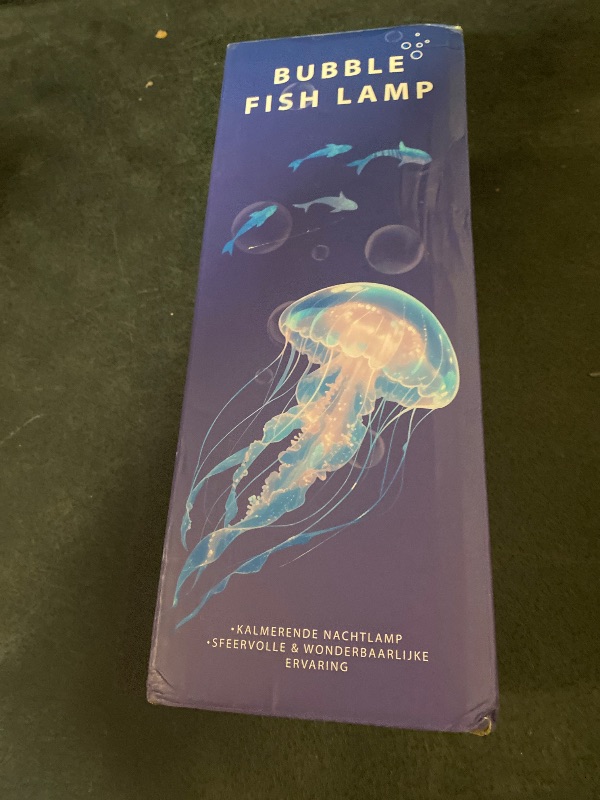 BUBBLE
FISH LAMP
•KALMERENDE NACHTLAMP
•SFEERVOLLE & WONDERBAARLIJKE
ERVARING